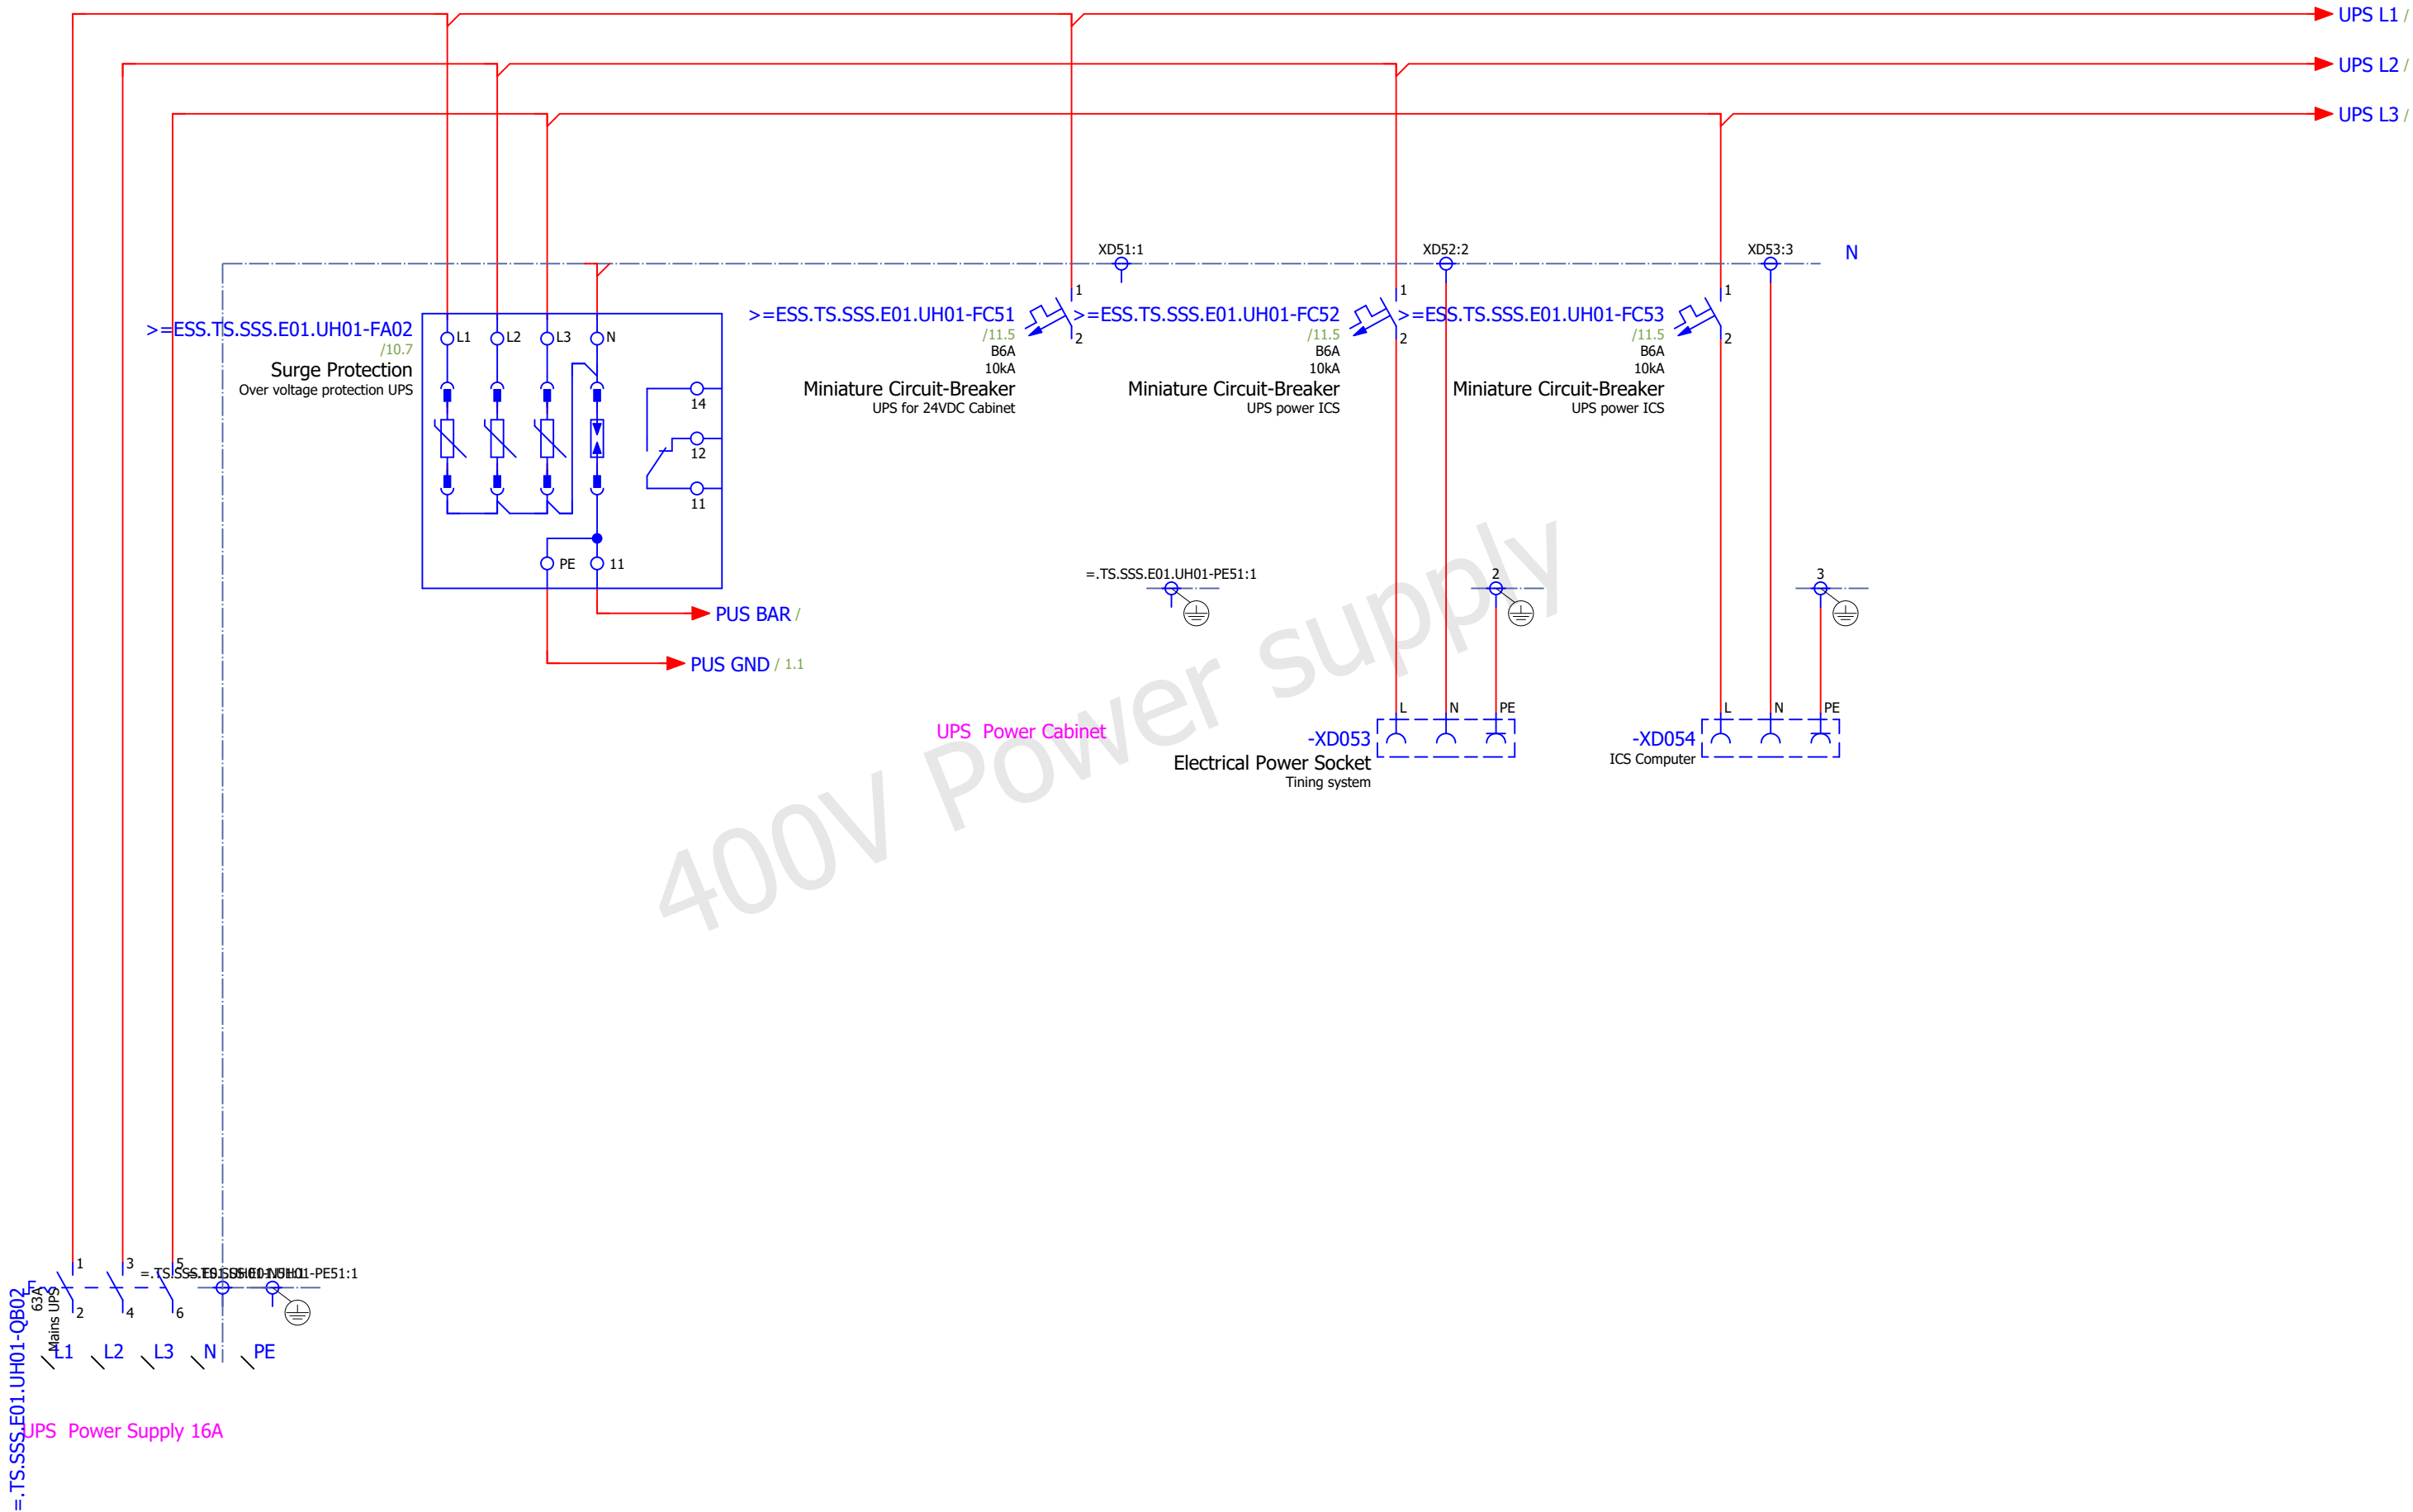 UPS L1 /
UPS L2 /
UPS L3 /
XD51:1
XD52:2
XD53:3
N
>=ESS.TS.SSS.E01.UH01-FA02
/10.7
Surge Protection
Over voltage protection UPS
L1
L2
L3
N
14
12
11
PE
11
PUS BAR /
PUS GND / 1.1
>=ESS.TS.SSS.E01.UH01-FC51
/11.5
B6A
10kA
Miniature Circuit-Breaker
UPS for 24VDC Cabinet
1
2
>=ESS.TS.SSS.E01.UH01-FC52
/11.5
B6A
10kA
Miniature Circuit-Breaker
UPS power ICS
1
2
>=ESS.TS.SSS.E01.UH01-FC53
/11.5
B6A
10kA
Miniature Circuit-Breaker
UPS power ICS
1
2
=.TS.SSS.E01.UH01-PE51:1
2
3
400V Power supply
UPS  Power Cabinet
L
N
PE
-XD053
Electrical Power Socket
Tining system
L
N
PE
-XD054
ICS Computer
1
3
5
2
4
6
=.TS.SSS.E01.UH01-QB02
63A
Mains UPS
L1
L2
L3
N
PE
UPS  Power Supply 16A